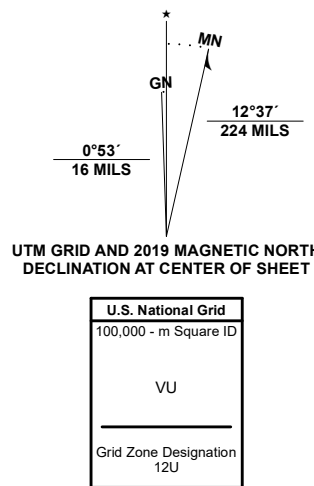 ★
MN
GN
12°37´
224 MILS
0°53´
16 MILS
UTM GRID AND 2019 MAGNETIC NORTH
DECLINATION AT CENTER OF SHEET
U.S. National Grid
100,000 - m Square ID
VU
Grid Zone Designation
12U